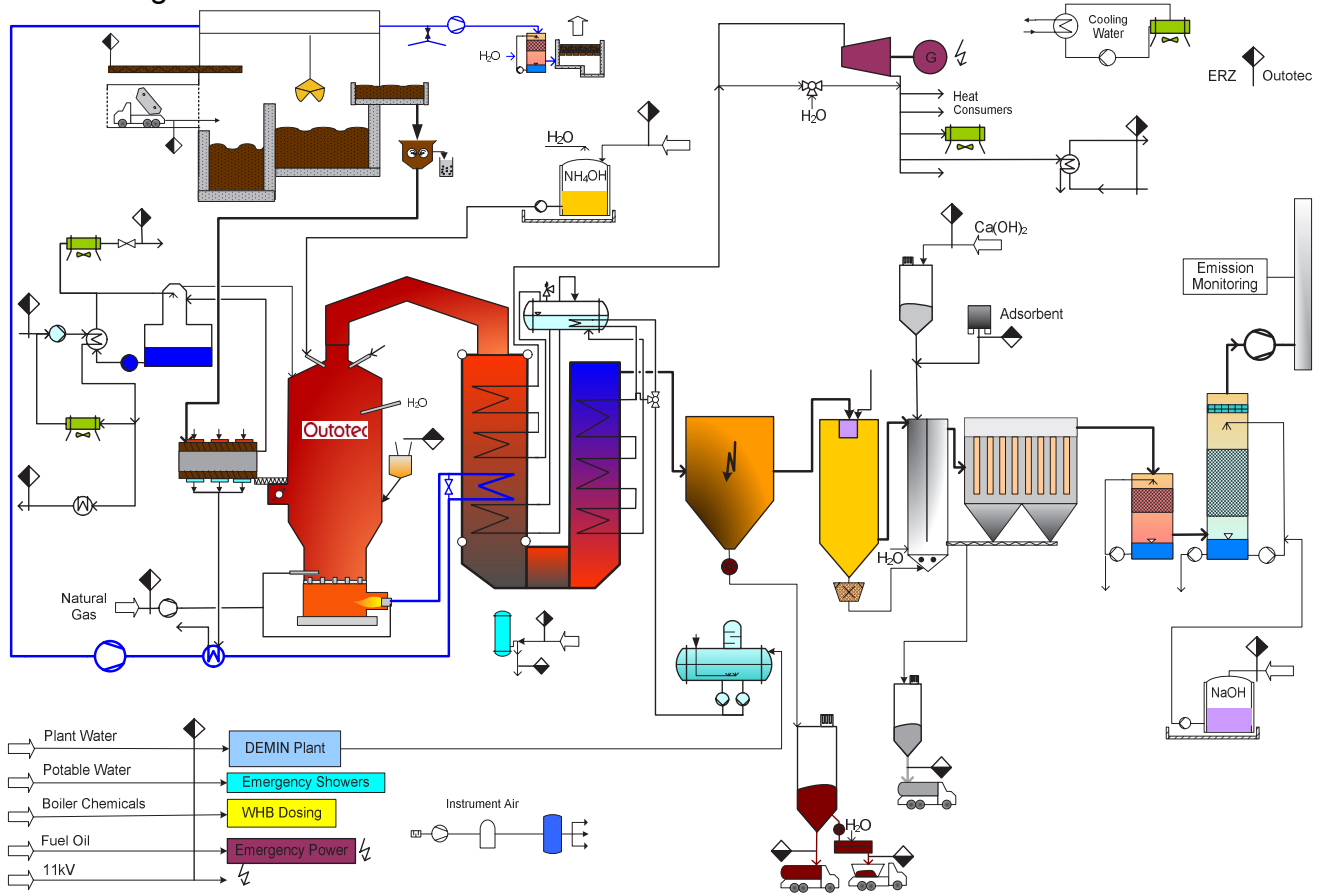 Cooling
Water
ERZ
Outotec
H2O
G
Heat
Consumers
H2O
H2O
NH4OH
Ca(OH)2
Emission
Monitoring
Adsorbent
H2O
Outotec
H2O
Natural
Gas
NaOH
Plant Water
DEMIN Plant
Potable Water
Emergency Showers
Boiler Chemicals
WHB Dosing
Instrument Air
H2O
Fuel Oil
Emergency Power
11kV